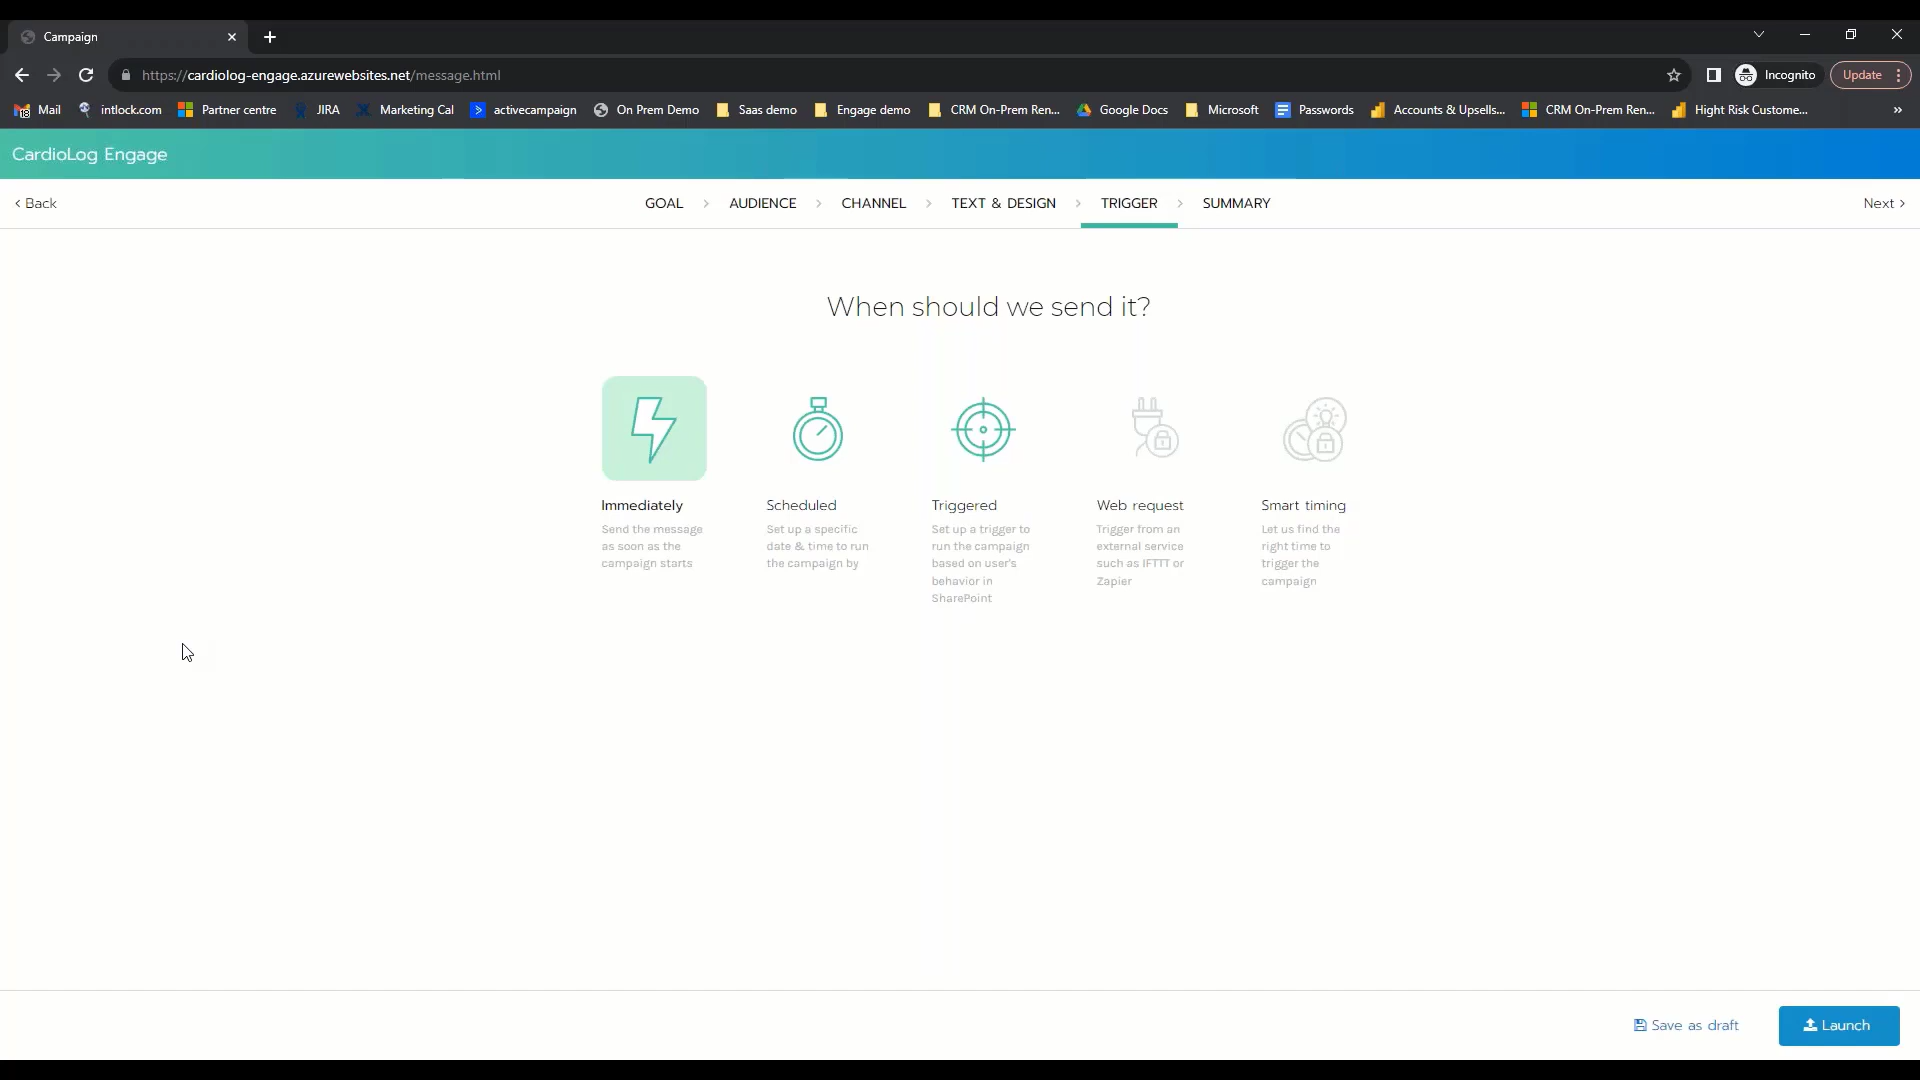 Campaign
https://cardiolog-engage.azurewebsites.net/message.html
Incognito
Update
18
Mail
intlock.com
Partner centre
JIRA
Marketing Cal
activecampaign
On Prem Demo
Saas demo
Engage demo
CRM On-Prem Ren...
Google Docs
Microsoft
Passwords
Accounts & Upsells...
CRM On-Prem Ren...
Hight Risk Custome...
»
CardioLog Engage
< Back
GOAL > AUDIENCE > CHANNEL > TEXT & DESIGN > TRIGGER > SUMMARY
Next >
When should we send it?
Immediately
Send the message
as soon as the
campaign starts
Scheduled
Set up a specific
date & time to run
the campaign by
Triggered
Set up a trigger to
run the campaign
based on user's
behavior in
SharePoint
Web request
Trigger from an
external service
such as IFTTT or
Zapier
Smart timing
Let us find the
right time to
trigger the
campaign
Save as draft
Launch